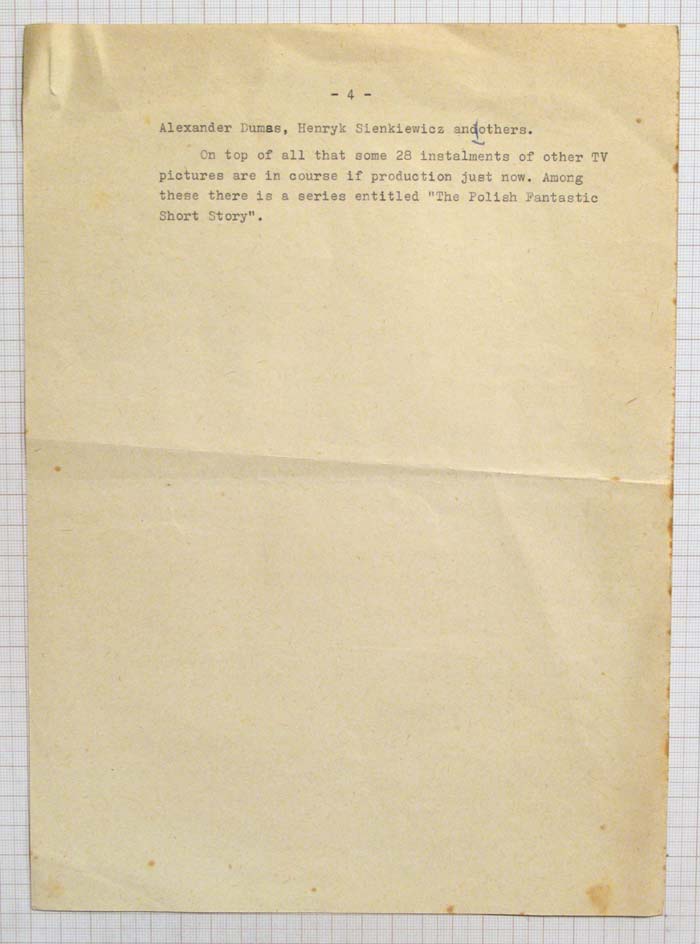 - 4 -
Alexander Dumas, Henryk Sienkiewicz andothers.
On top of all that some 28 instalments of other TV
pictures are in course if production just now. Among
these there is a series entitled "The Polish Fantastic
Short Story".